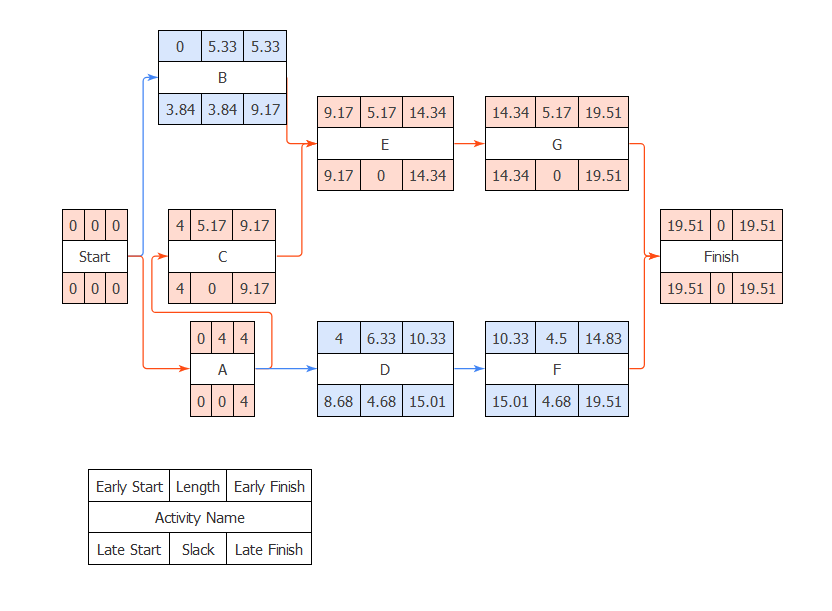 0 5.33 5.33
B
3.84 3.84 9.17
9.17 5.17 14.34
E
9.17 0 14.34
14.34 5.17 19.51
G
14.34 0 19.51
0 0 0
Start
0 0 0
4 5.17 9.17
C
4 0 9.17
19.51 0 19.51
Finish
19.51 0 19.51
0 4 4
A
0 0 4
4 6.33 10.33
D
8.68 4.68 15.01
10.33 4.5 14.83
F
15.01 4.68 19.51
Early Start Length Early Finish
Activity Name
Late Start Slack Late Finish